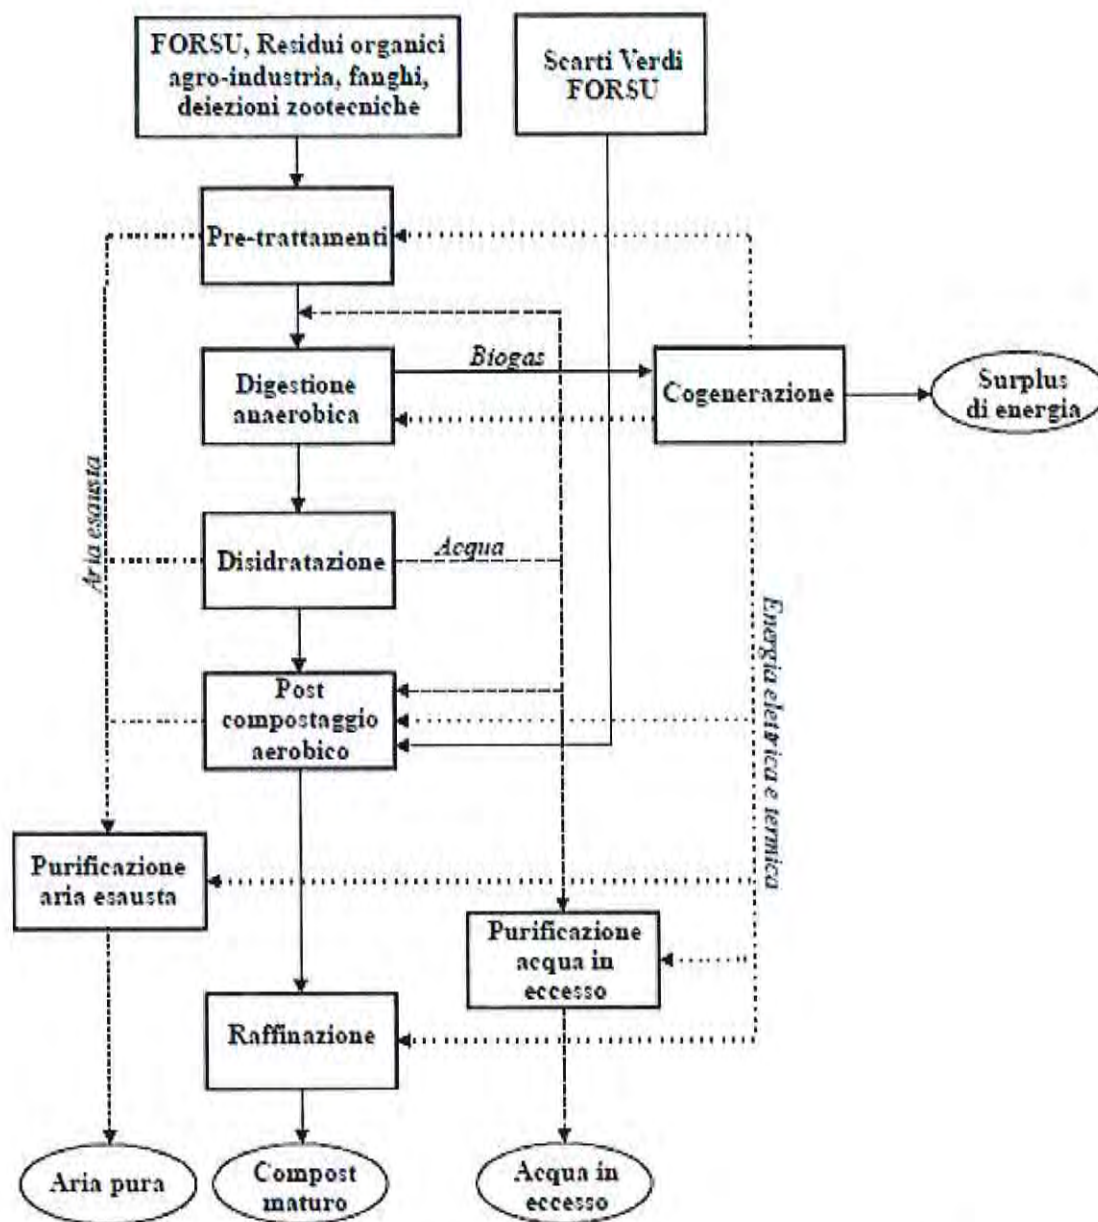 FORSU, Residui organici
agro-industria, fanghi,
deiezioni zootecniche
Scarti Verdi
FORSU
Pre-trattamenti
Digestione
anaerobica
Biogas
Cogenerazione
Surplus
di energia
Aria esausta
Disidratazione
Acqua
Energia elettrica e termica
Post
compostaggio
aerobico
Purificazione
aria esausta
Purificazione
acqua in
eccesso
Raffinazione
Aria pura
Compost
maturo
Acqua in
eccesso